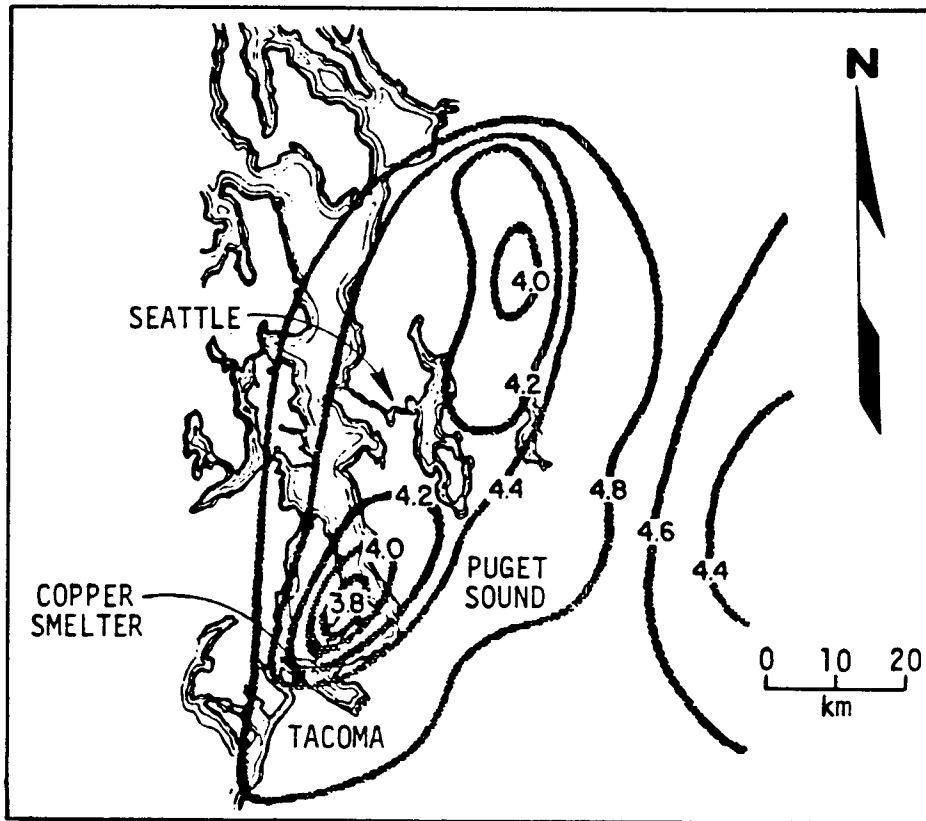 N
4.0
SEATTLE
4.2
4.2
4.4
4.8
4.6
4.0
4.4
COPPER
SMELTER
3.8
PUGET
SOUND
0 10 20
km
TACOMA